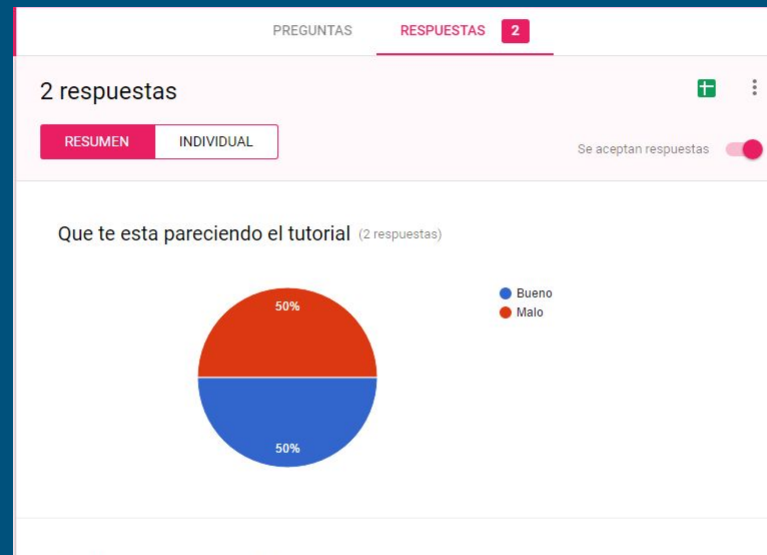 PREGUNTAS RESPUESTAS 2
2 respuestas
RESUMEN INDIVIDUAL
Se aceptan respuestas
Que te esta pareciendo el tutorial (2 respuestas)
50%
Bueno
Malo
50%